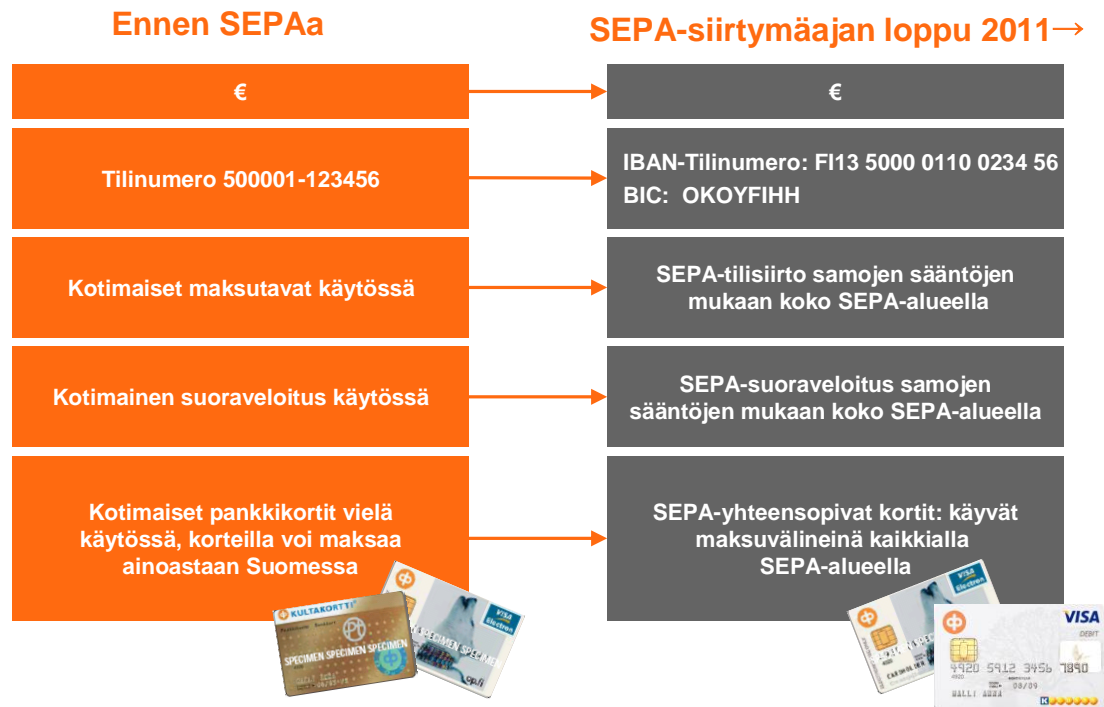 Ennen SEPAa
SEPA-siirtymäajan loppu 2011→
€
€
Tilinumero 500001-123456
IBAN-Tilinumero: FI13 5000 0110 0234 56
BIC: OKOYFIHH
Kotimaiset maksutavat käytössä
SEPA-tilisiirto samojen sääntöjen
mukaan koko SEPA-alueella
Kotimainen suoraveloitus käytössä
SEPA-suoraveloitus samojen
sääntöjen mukaan koko SEPA-alueella
Kotimaiset pankkikortit vielä
käytössä, korteilla voi maksaa
ainoastaan Suomessa
SEPA-yhteensopivat kortit: käyvät
maksuvälineinä kaikkialla
SEPA-alueella
KULTAKORTTI
SPECIMEN SPECIMEN SPECIMEN
VISA
Electron
SPECIMEN SPECIMEN
op.fi
VISA
Electron
VISA
DEBIT
4920 5912 3456 7890
4920
08/09